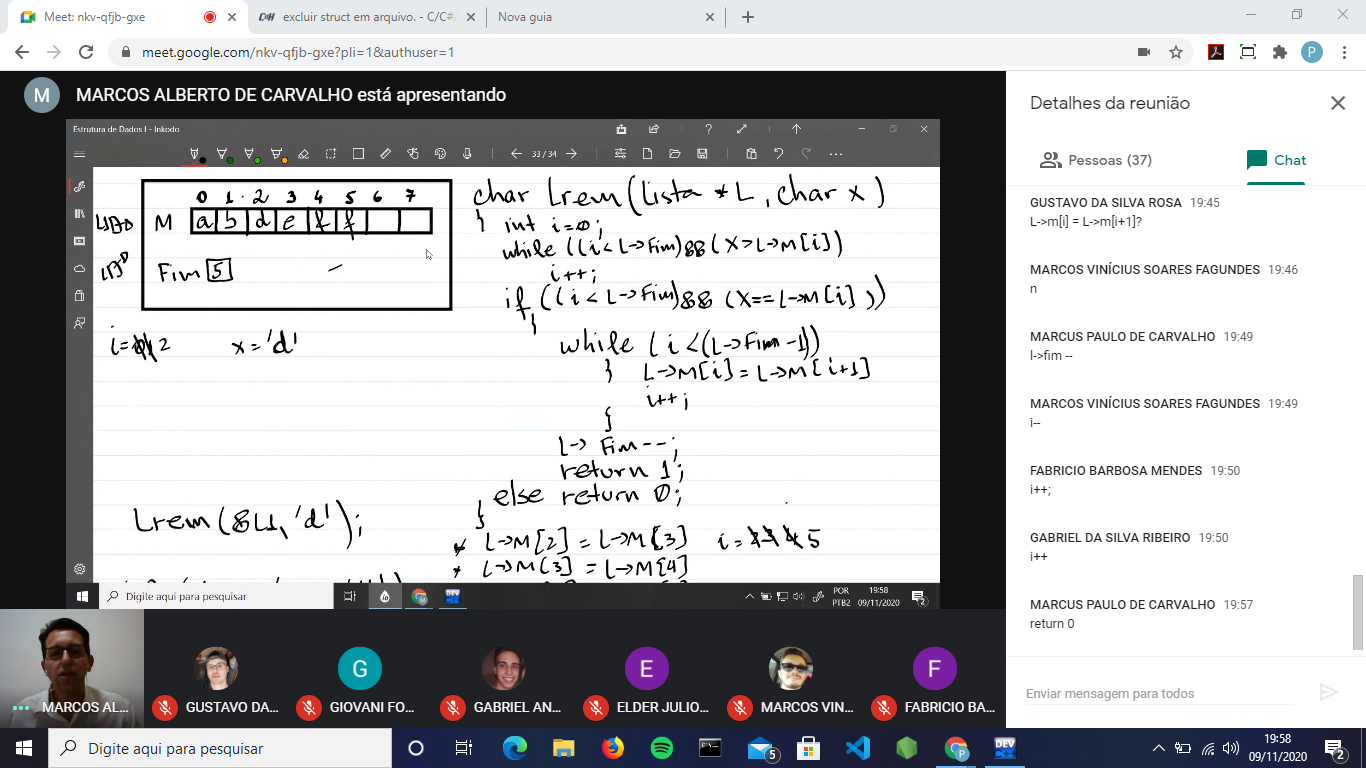 Meet: nkv-qfjb-gxe
excluir struct em arquivo. - C/C#
Nova guia
meet.google.com/nkv-qfjb-gxe?pli=1&authuser=1
P
M
MARCOS ALBERTO DE CARVALHO está apresentando
Estrutura de Dados I - Inkodo
33 / 34
0 1 2 3 4 5 6 7
M a b d e f f
Fim 5
i= 2 x = 'd'
Lrem(&L1, 'd');
char Lrem (lista *L, char x)
{ int i=0;
while ((i < L->Fim)&&(X>L->M[i])
i++;
if ((i < L->Fim)&& (X==L->M[i]))
{
while (i<(L->Fim -1))
{ L->M[i] = L->M[i+1]
i++;
}
L-> Fim--;
return 1;
else return 0;
}
* L->M[2] = L->M[3] i = 2 3 4 5
* L->M[3] = L->M[4]
Digite aqui para pesquisar
POR
PTB2
19:58
09/11/2020
2
MARCOS AL...
GUSTAVO DA...
G
GIOVANI FO...
GABRIEL AN...
E
ELDER JULIO...
MARCOS VIN...
F
FABRICIO BA...
Detalhes da reunião
Pessoas (37)
Chat
GUSTAVO DA SILVA ROSA 19:45
L->m[i] = L->m[i+1]?
MARCOS VINÍCIUS SOARES FAGUNDES 19:46
n
MARCUS PAULO DE CARVALHO 19:49
l->fim --
MARCOS VINÍCIUS SOARES FAGUNDES 19:49
i--
FABRICIO BARBOSA MENDES 19:50
i++;
GABRIEL DA SILVA RIBEIRO 19:50
i++
MARCUS PAULO DE CARVALHO 19:57
return 0
Enviar mensagem para todos
Digite aqui para pesquisar
5
DEV
19:58
09/11/2020
2